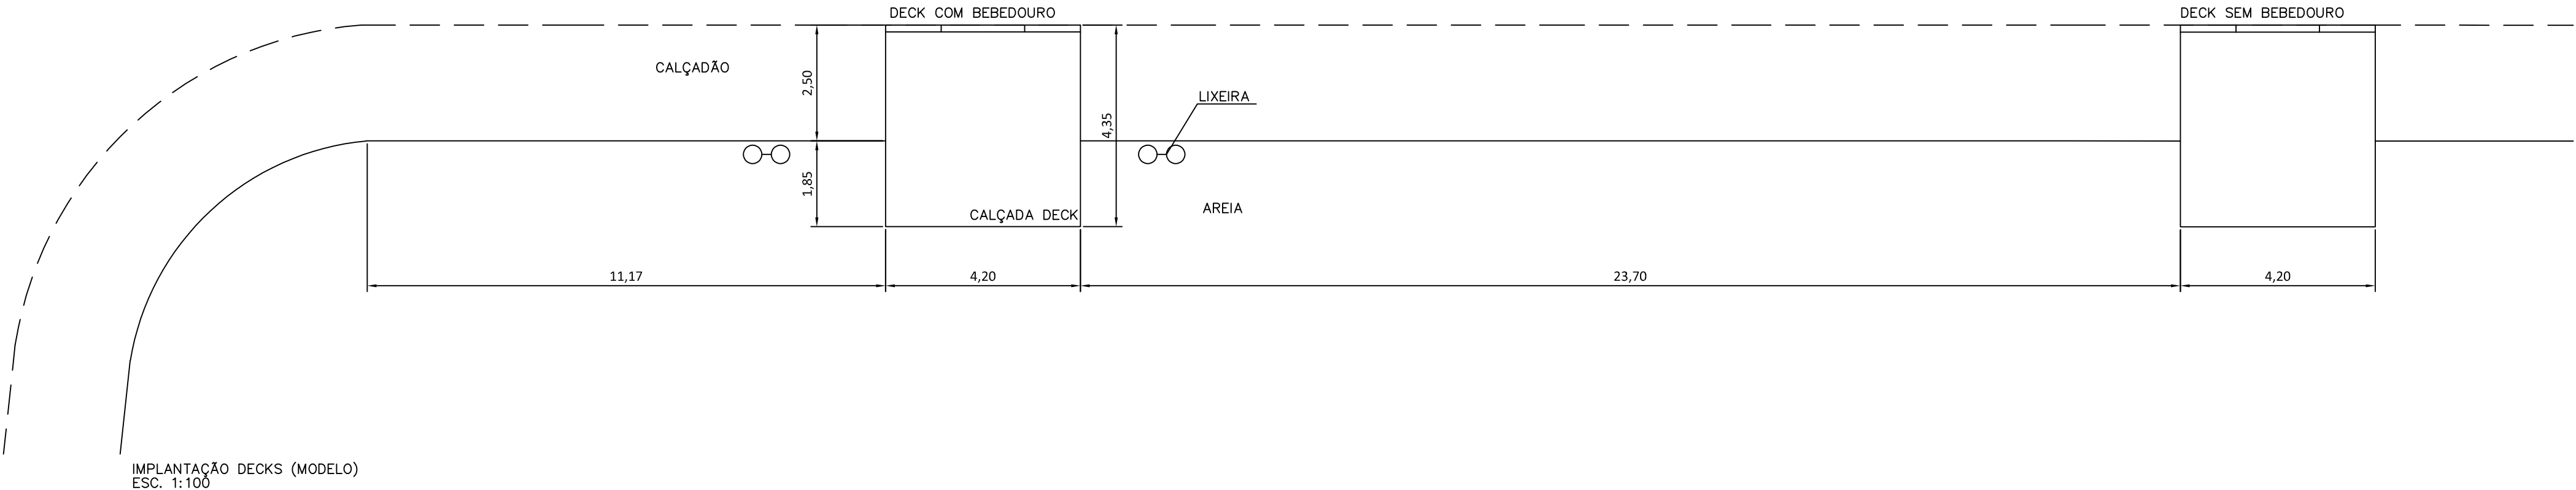 DECK COM BEBEDOURO
DECK SEM BEBEDOURO
CALÇADÃO
2,50
LIXEIRA
4,35
1,85
CALÇADA DECK
AREIA
11,17
4,20
23,70
4,20
IMPLANTAÇÃO DECKS (MODELO)
ESC. 1:100